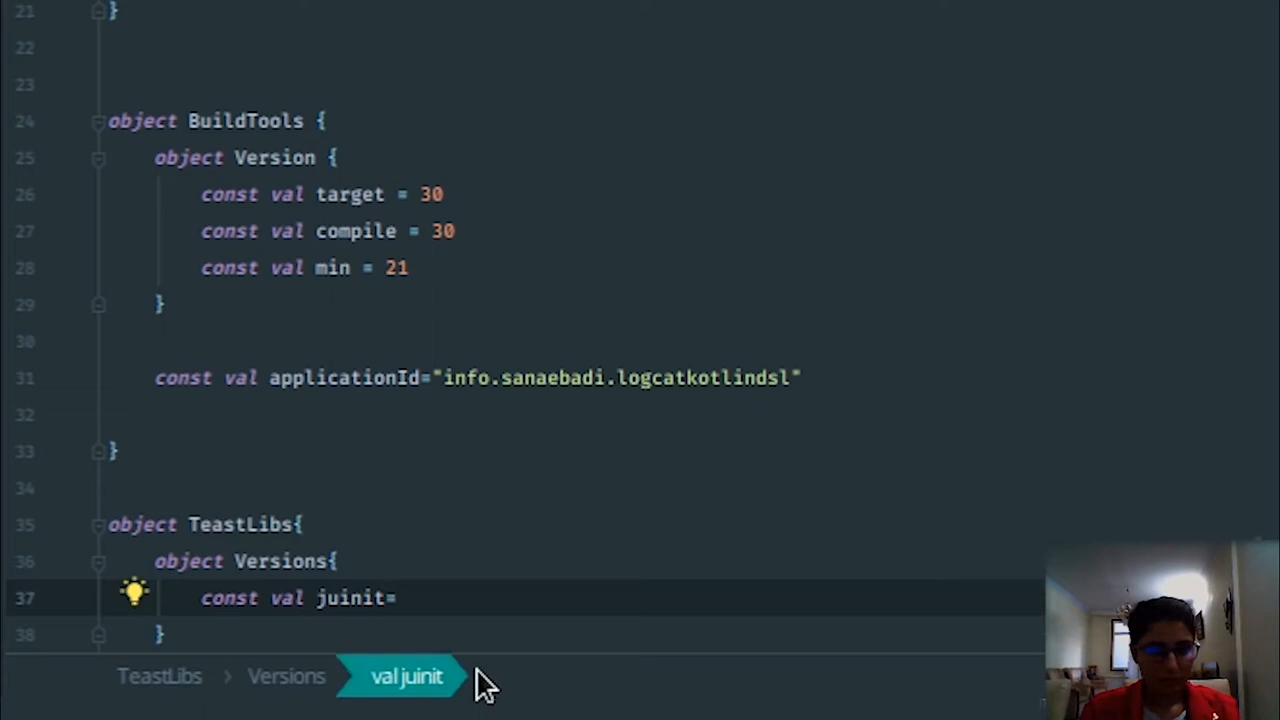 21 }
22
23
24 object BuildTools {
25 object Version {
26 const val target = 30
27 const val compile = 30
28 const val min = 21
29 }
30
31 const val applicationId="info.sanaebadi.logcatkotlindsl"
32
33 }
34
35 object TeastLibs{
36 object Versions{
37 const val juinit=
38 }
TeastLibs > Versions val juinit